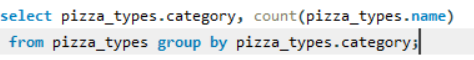 select pizza_types.category, count(pizza_types.name)
from pizza_types group by pizza_types.category;